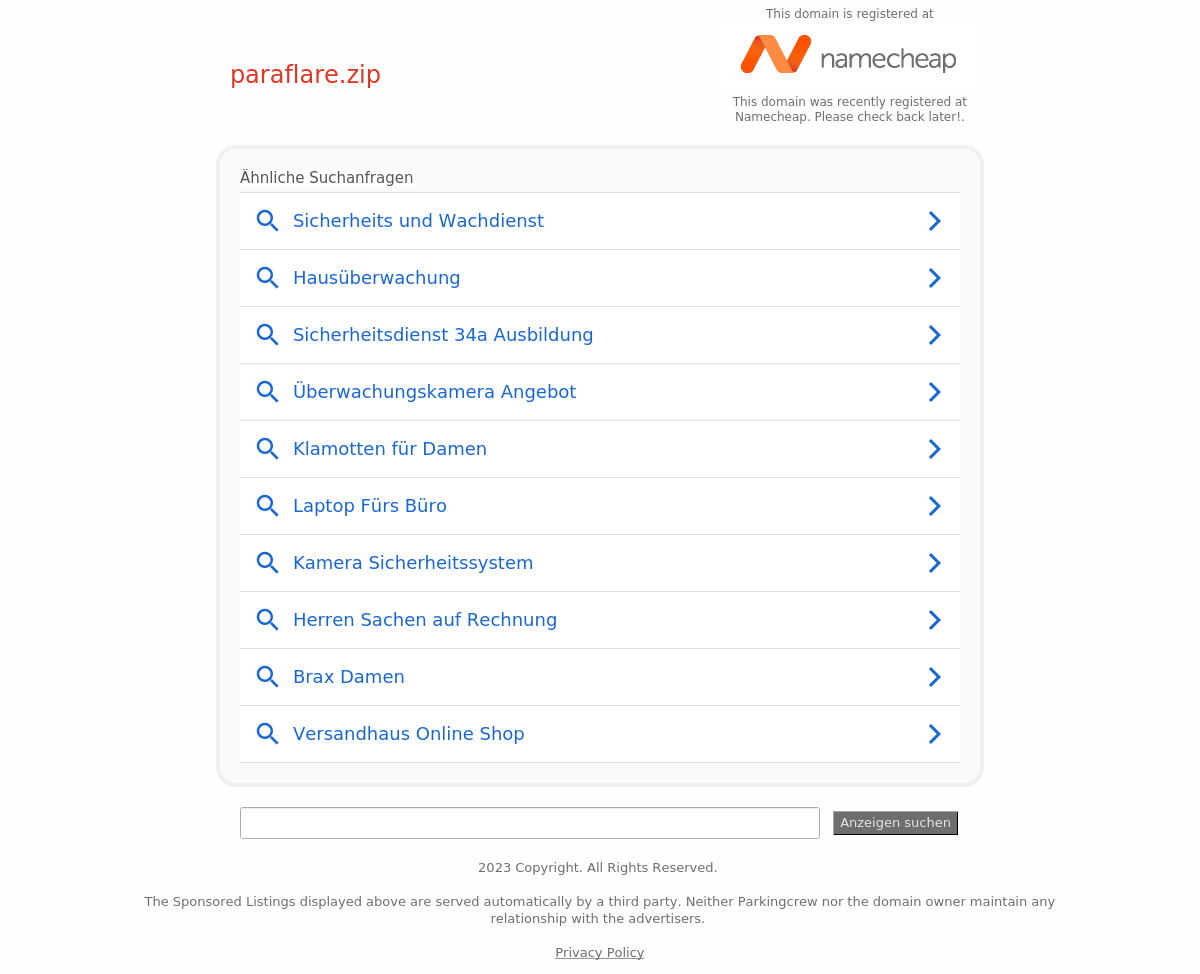 This domain is registered at
namecheap
paraflare.zip
This domain was recently registered at
Namecheap. Please check back later!.
Ähnliche Suchanfragen
Sicherheits und Wachdienst
Hausüberwachung
Sicherheitsdienst 34a Ausbildung
Überwachungskamera Angebot
Klamotten für Damen
Laptop Fürs Büro
Kamera Sicherheitssystem
Herren Sachen auf Rechnung
Brax Damen
Versandhaus Online Shop
Anzeigen suchen
2023 Copyright. All Rights Reserved.
The Sponsored Listings displayed above are served automatically by a third party. Neither Parkingcrew nor the domain owner maintain any
relationship with the advertisers.
Privacy Policy